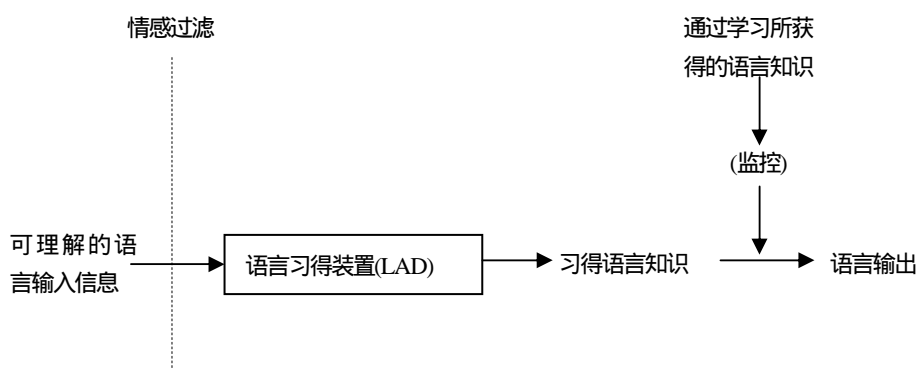 情感过滤
通过学习所获
得的语言知识
(监控)
可理解的语
言输入信息
语言习得装置(LAD)
习得语言知识
语言输出